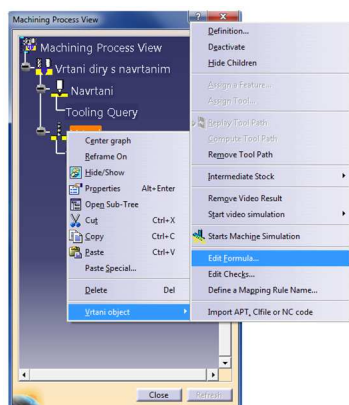 Machining Process View
Machining Process View
Vrtani diry s navrtanim
Navrtani
Tooling Query
Center graph
Reframe On
Hide/Show
Properties Alt+Enter
Open Sub-Tree
Cut Ctrl+X
Copy Ctrl+C
Paste Ctrl+V
Paste Special...
Delete Del
Vrtani object
Definition...
Deactivate
Hide Children
Assign a Feature...
Assign Tool...
Replay Tool Path
Compute Tool Path
Remove Tool Path
Intermediate Stock
Remove Video Result
Start video simulation
Starts Machine Simulation
Edit Formula...
Edit Checks...
Define a Mapping Rule Name...
Import APT, Clfile or NC code
Close
Refresh